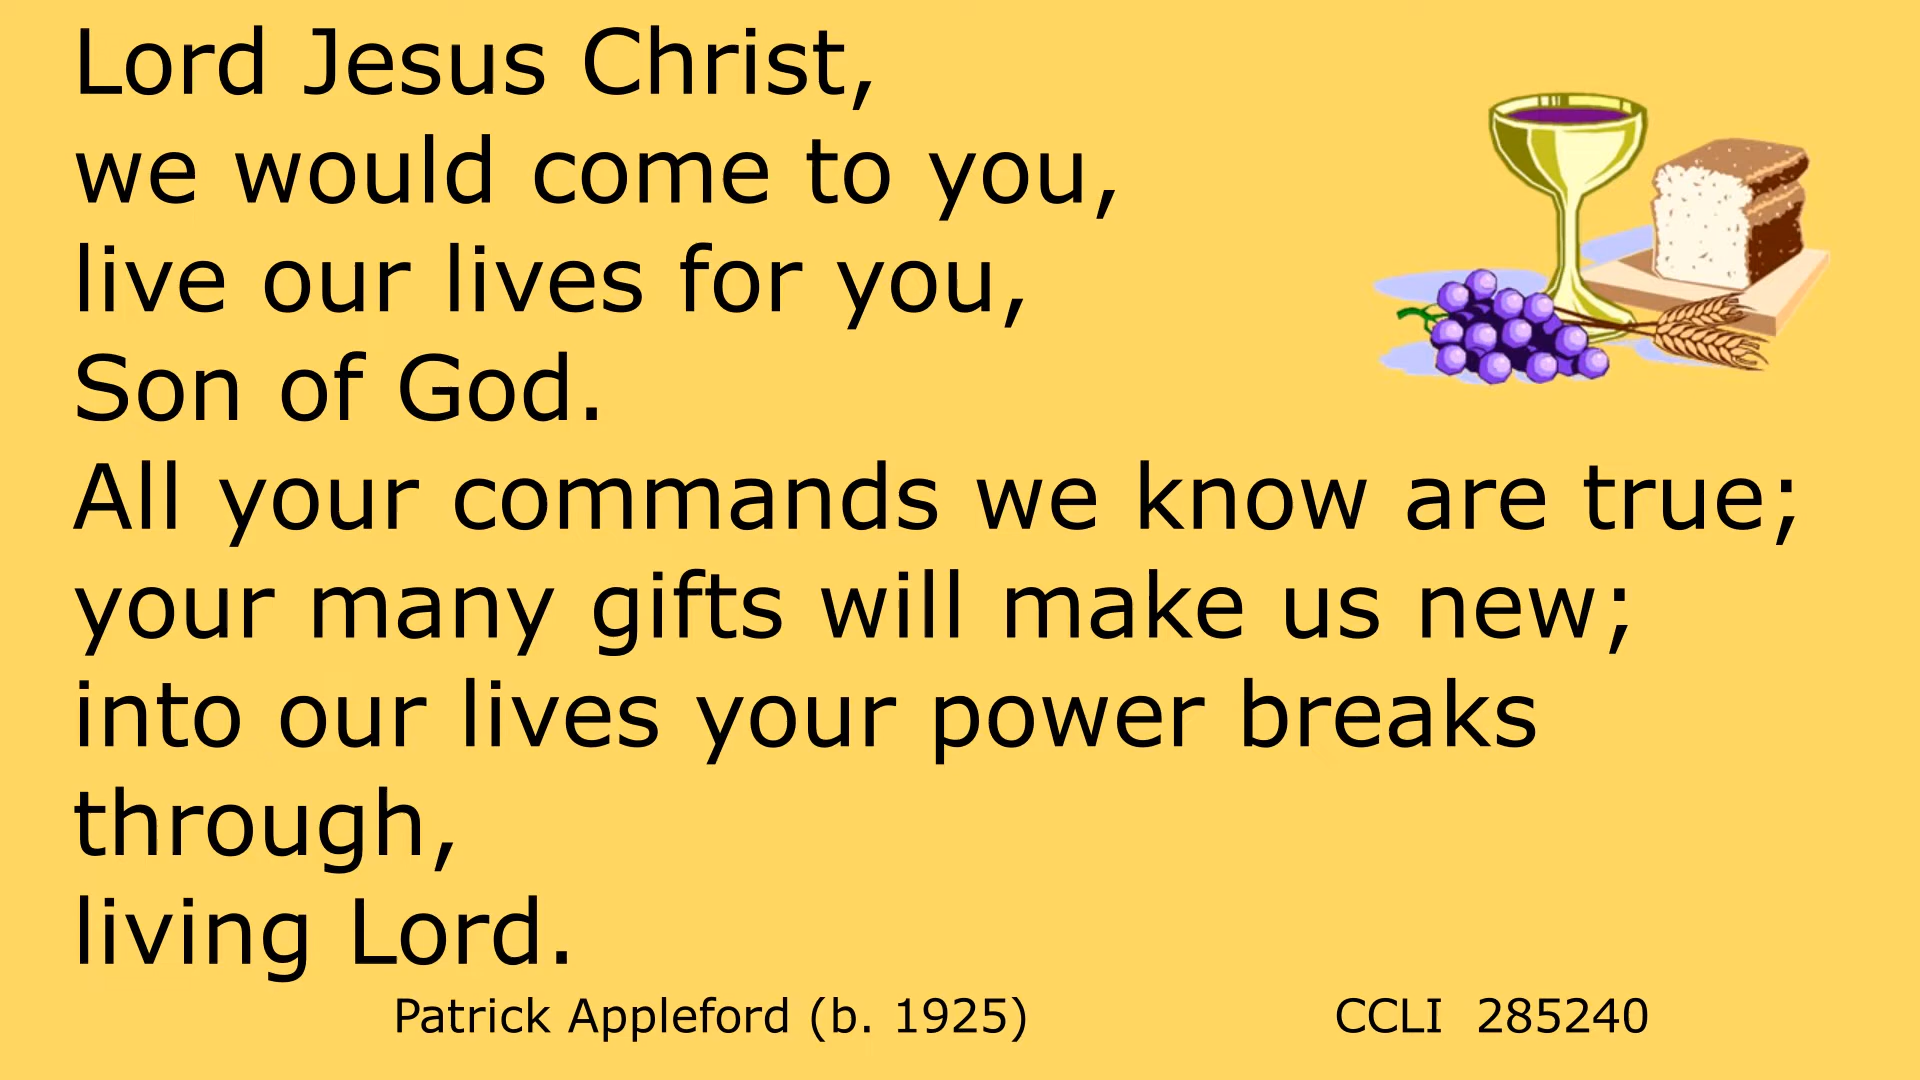 Lord Jesus Christ,
we would come to you,
live our lives for you,
Son of God.
All your commands we know are true;
your many gifts will make us new;
into our lives your power breaks
through,
living Lord.
Patrick Appleford (b. 1925) CCLI 285240